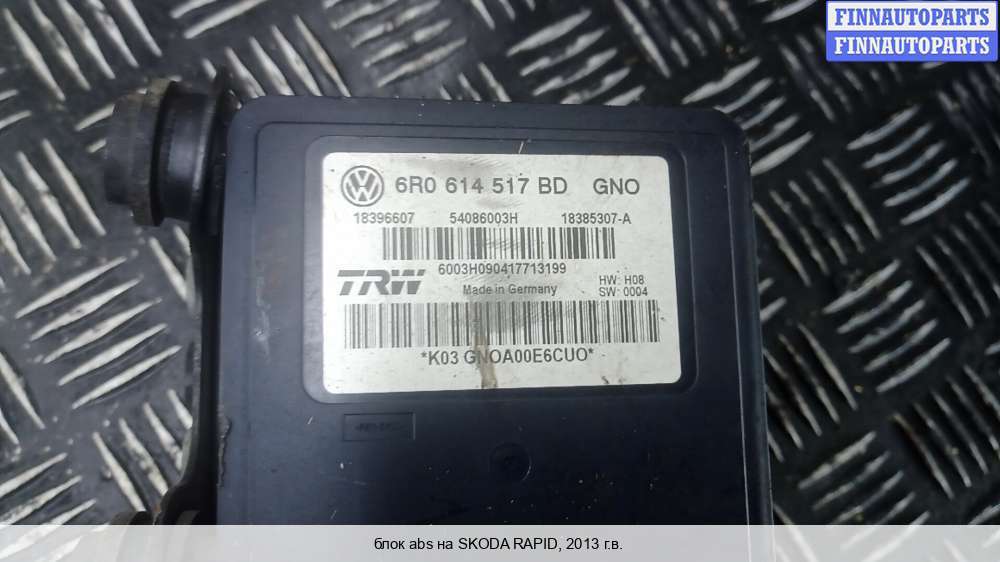 FINNAUTOPARTS
FINNAUTOPARTS
6R0 614 517 BD GNO
18396607 54086003H 18385307-A
6003H090417713199
TRW
Made in Germany
HW: H08
SW: 0004
*K03 GNOA00E6CUO*
блок abs на SKODA RAPID, 2013 г.в.